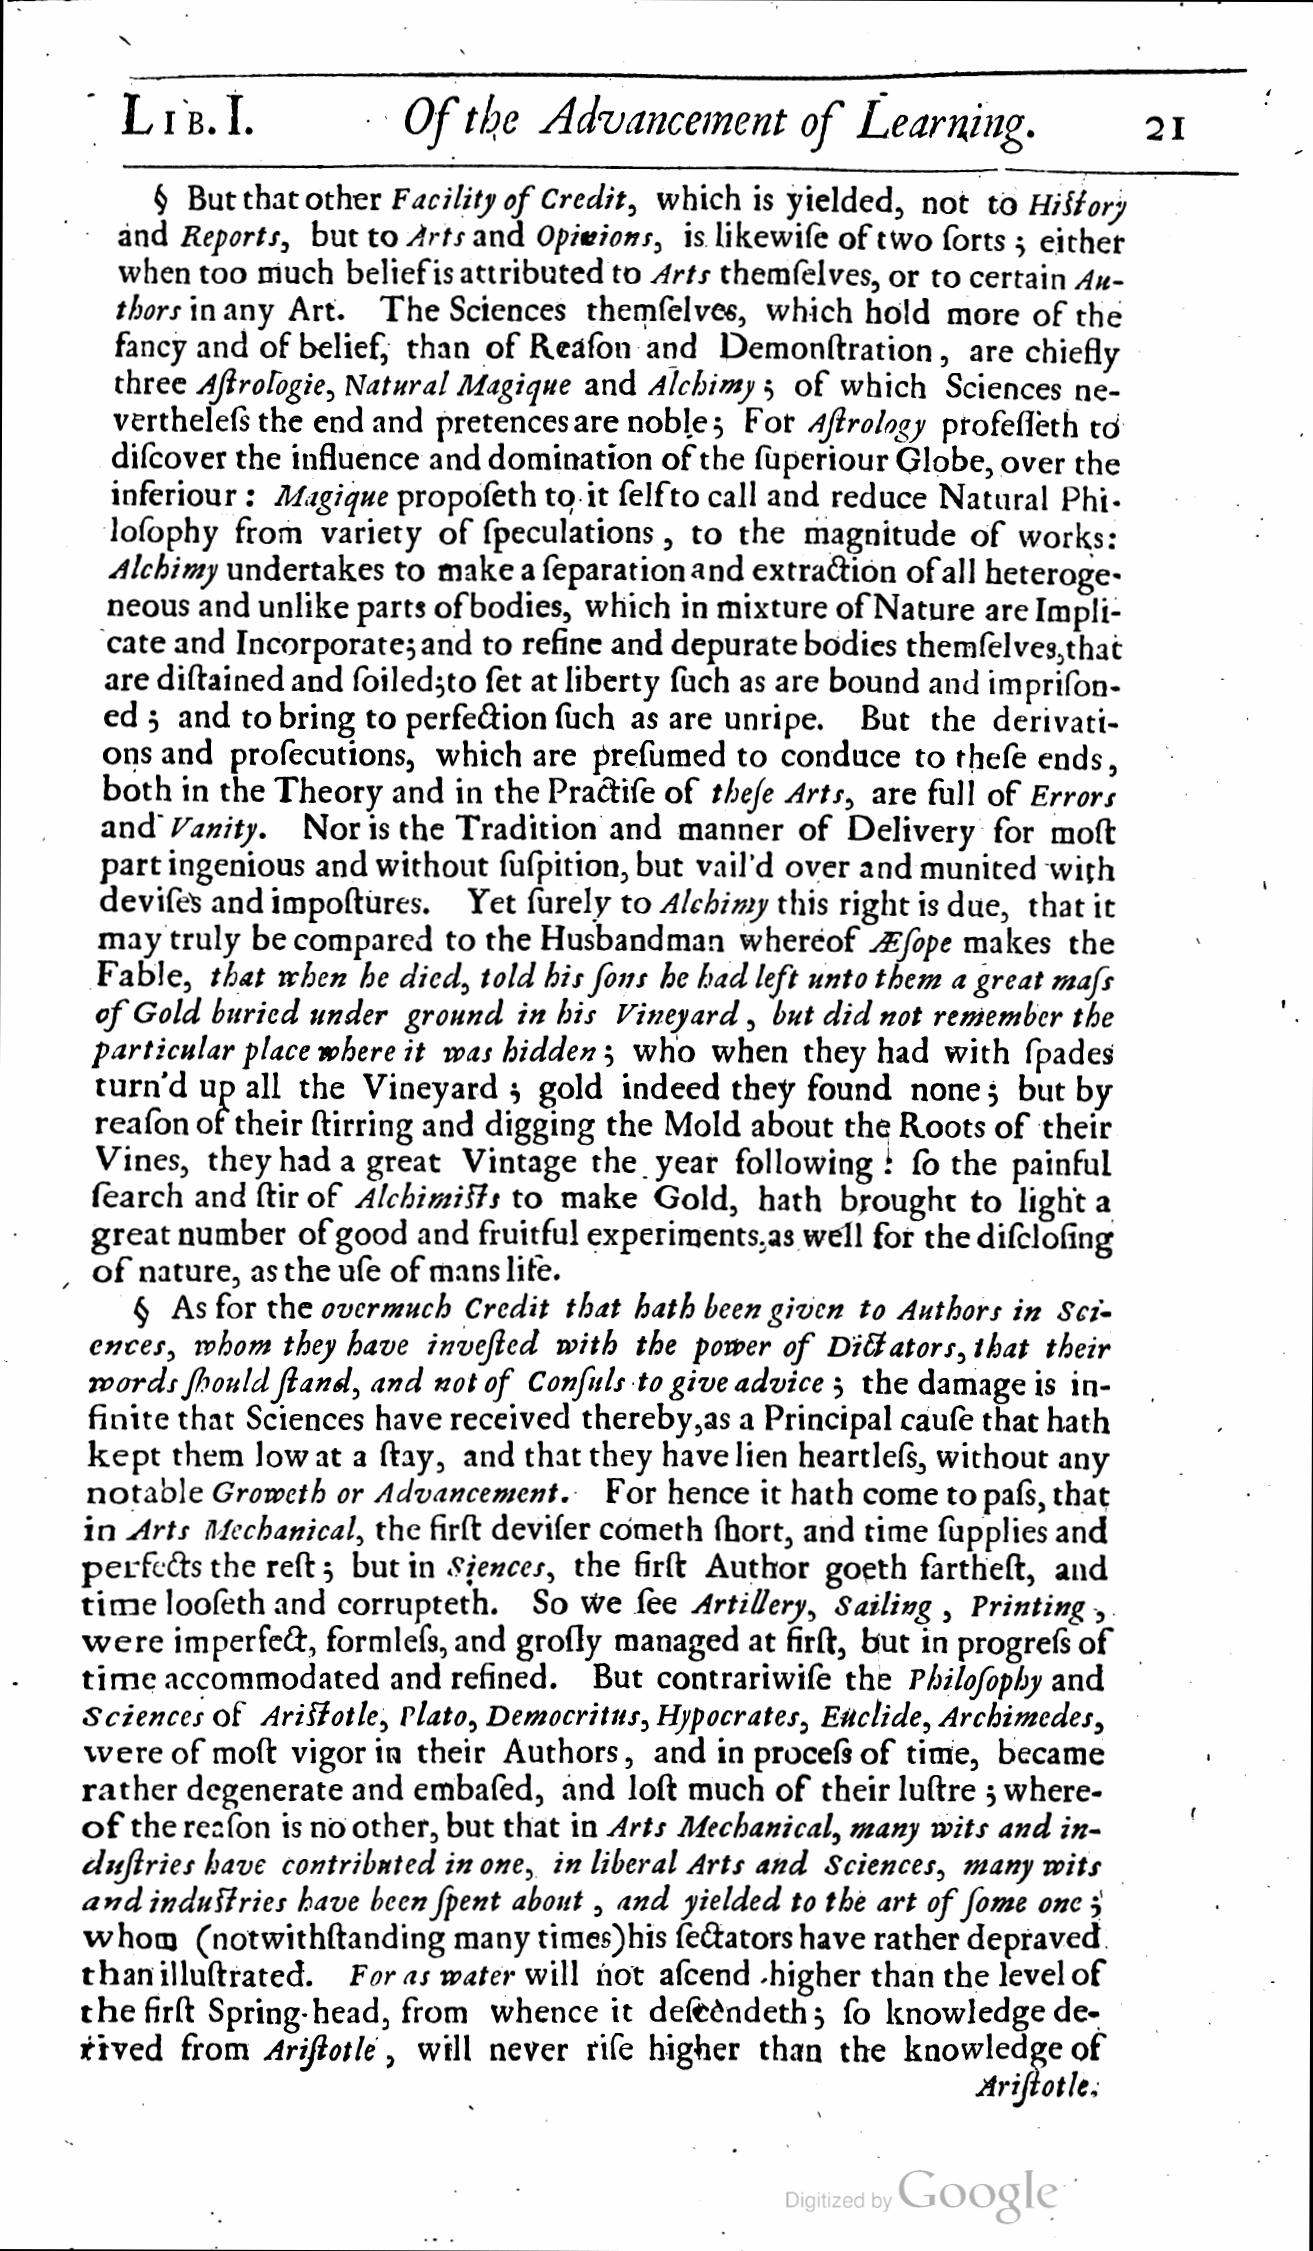 LIB. I. Of the Advancement of Learning. 21
§ But that other Facility of Credit, which is yielded, not to Hiſtory
and Reports, but to Arts and Opinions, is likewiſe of two ſorts; either
when too much belief is attributed to Arts themſelves, or to certain Au-
thors in any Art. The Sciences themſelves, which hold more of the
fancy and of belief, than of Reaſon and Demonſtration, are chiefly
three Aſtrologie, Natural Magique and Alchimy; of which Sciences ne-
vertheleſs the end and pretences are noble; For Aſtrology profeſſeth to
diſcover the influence and domination of the ſuperiour Globe, over the
inferiour: Magique propoſeth to it ſelf to call and reduce Natural Phi-
loſophy from variety of ſpeculations, to the magnitude of works:
Alchimy undertakes to make a ſeparation and extraction of all heteroge-
neous and unlike parts of bodies, which in mixture of Nature are Impli-
cate and Incorporate; and to refine and depurate bodies themſelves, that
are diſtained and ſoiled; to ſet at liberty ſuch as are bound and impriſon-
ed; and to bring to perfection ſuch as are unripe. But the derivati-
ons and proſecutions, which are preſumed to conduce to theſe ends,
both in the Theory and in the Practiſe of theſe Arts, are full of Errors
and Vanity. Nor is the Tradition and manner of Delivery for moſt
part ingenious and without ſuſpition, but vail'd over and munited with
deviſes and impoſtures. Yet ſurely to Alchimy this right is due, that it
may truly be compared to the Husbandman whereof Æſope makes the
Fable, that when he died, told his ſons he had left unto them a great maſs
of Gold buried under ground in his Vineyard, but did not remember the
particular place where it was hidden; who when they had with ſpades
turn'd up all the Vineyard; gold indeed they found none; but by
reaſon of their ſtirring and digging the Mold about the Roots of their
Vines, they had a great Vintage the year following: ſo the painful
ſearch and ſtir of Alchimiſts to make Gold, hath brought to light a
great number of good and fruitful experiments, as well for the diſcloſing
of nature, as the uſe of mans life.
§ As for the overmuch Credit that hath been given to Authors in Sci-
ences, whom they have inveſted with the power of Dictators, that their
words ſhould ſtand, and not of Conſuls to give advice; the damage is in-
finite that Sciences have received thereby, as a Principal cauſe that hath
kept them low at a ſtay, and that they have lien heartleſs, without any
notable Groweth or Advancement. For hence it hath come to paſs, that
in Arts Mechanical, the firſt deviſer cometh ſhort, and time ſupplies and
perfects the reſt; but in Siences, the firſt Author goeth fartheſt, and
time looſeth and corrupteth. So we ſee Artillery, Sailing, Printing,
were imperfect, formleſs, and groſly managed at firſt, but in progreſs of
time accommodated and refined. But contrariwiſe the Philoſophy and
Sciences of Ariſtotle, Plato, Democritus, Hypocrates, Euclide, Archimedes,
were of moſt vigor in their Authors, and in proceſs of time, became
rather degenerate and embaſed, and loſt much of their luſtre; where-
of the reaſon is no other, but that in Arts Mechanical, many wits and in-
duſtries have contributed in one, in liberal Arts and Sciences, many wits
and induſtries have been ſpent about, and yielded to the art of ſome one;
whom (notwithſtanding many times) his ſectators have rather depraved
than illuſtrated. For as water will not aſcend higher than the level of
the firſt Spring-head, from whence it deſcendeth; ſo knowledge de-
rived from Ariſtotle, will never riſe higher than the knowledge of
Ariſtotle.
Digitized by Google